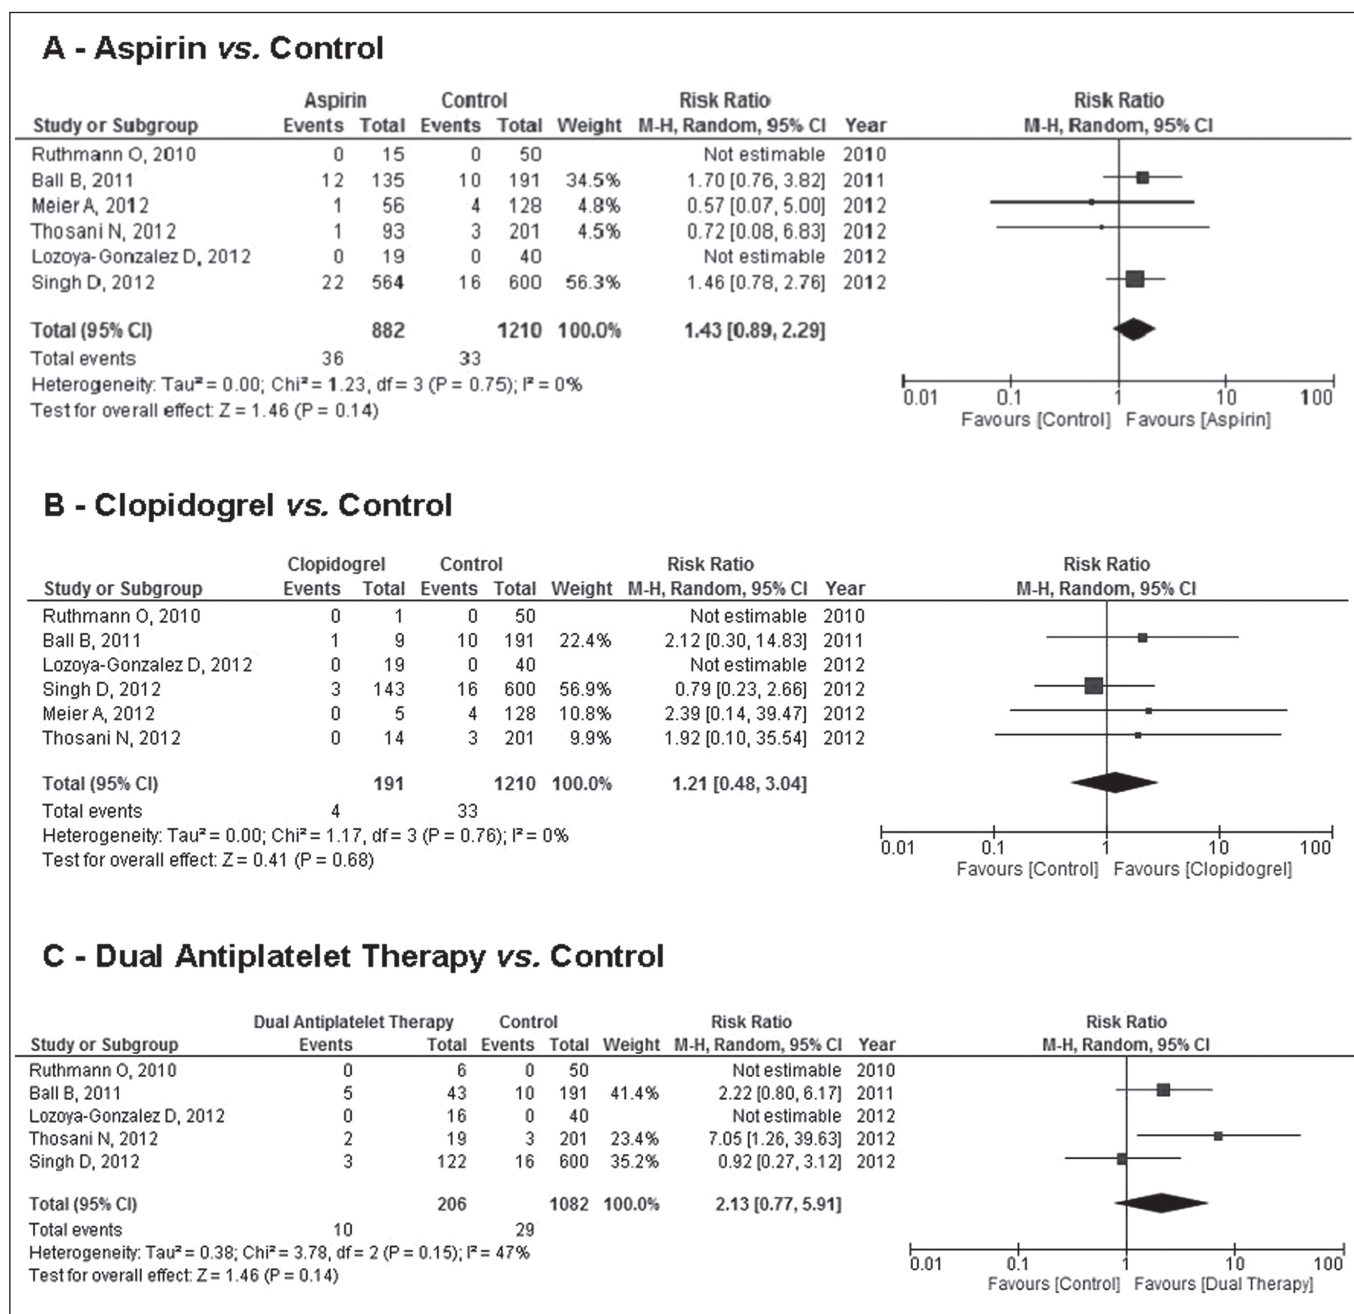 A - Aspirin vs. Control
Aspirin Control Risk Ratio Risk Ratio
Study or Subgroup Events Total Events Total Weight M-H, Random, 95% CI Year M-H, Random, 95% CI
Ruthmann O, 2010 0 15 0 50 Not estimable 2010
Ball B, 2011 12 135 10 191 34.5% 1.70 [0.76, 3.82] 2011
Meier A, 2012 1 56 4 128 4.8% 0.57 [0.07, 5.00] 2012
Thosani N, 2012 1 93 3 201 4.5% 0.72 [0.08, 6.83] 2012
Lozoya-Gonzalez D, 2012 0 19 0 40 Not estimable 2012
Singh D, 2012 22 564 16 600 56.3% 1.46 [0.78, 2.76] 2012
Total (95% CI) 882 1210 100.0% 1.43 [0.89, 2.29]
Total events 36 33
Heterogeneity: Tau² = 0.00; Chi² = 1.23, df = 3 (P = 0.75); I² = 0%
Test for overall effect: Z = 1.46 (P = 0.14)
0.01 0.1 1 10 100
Favours [Control] Favours [Aspirin]
B - Clopidogrel vs. Control
Clopidogrel Control Risk Ratio Risk Ratio
Study or Subgroup Events Total Events Total Weight M-H, Random, 95% CI Year M-H, Random, 95% CI
Ruthmann O, 2010 0 1 0 50 Not estimable 2010
Ball B, 2011 1 9 10 191 22.4% 2.12 [0.30, 14.83] 2011
Lozoya-Gonzalez D, 2012 0 19 0 40 Not estimable 2012
Singh D, 2012 3 143 16 600 56.9% 0.79 [0.23, 2.66] 2012
Meier A, 2012 0 5 4 128 10.8% 2.39 [0.14, 39.47] 2012
Thosani N, 2012 0 14 3 201 9.9% 1.92 [0.10, 35.54] 2012
Total (95% CI) 191 1210 100.0% 1.21 [0.48, 3.04]
Total events 4 33
Heterogeneity: Tau² = 0.00; Chi² = 1.17, df = 3 (P = 0.76); I² = 0%
Test for overall effect: Z = 0.41 (P = 0.68)
0.01 0.1 1 10 100
Favours [Control] Favours [Clopidogrel]
C - Dual Antiplatelet Therapy vs. Control
Dual Antiplatelet Therapy Control Risk Ratio Risk Ratio
Study or Subgroup Events Total Events Total Weight M-H, Random, 95% CI Year M-H, Random, 95% CI
Ruthmann O, 2010 0 6 0 50 Not estimable 2010
Ball B, 2011 5 43 10 191 41.4% 2.22 [0.80, 6.17] 2011
Lozoya-Gonzalez D, 2012 0 16 0 40 Not estimable 2012
Thosani N, 2012 2 19 3 201 23.4% 7.05 [1.26, 39.63] 2012
Singh D, 2012 3 122 16 600 35.2% 0.92 [0.27, 3.12] 2012
Total (95% CI) 206 1082 100.0% 2.13 [0.77, 5.91]
Total events 10 29
Heterogeneity: Tau² = 0.38; Chi² = 3.78, df = 2 (P = 0.15); I² = 47%
Test for overall effect: Z = 1.46 (P = 0.14)
0.01 0.1 1 10 100
Favours [Control] Favours [Dual Therapy]